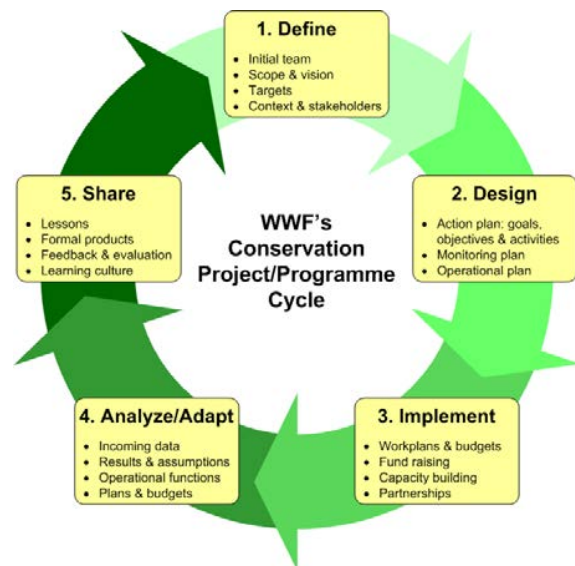 1. Define
• Initial team
• Scope & vision
• Targets
• Context & stakeholders
2. Design
• Action plan: goals,
objectives & activities
• Monitoring plan
• Operational plan
3. Implement
• Workplans & budgets
• Fund raising
• Capacity building
• Partnerships
4. Analyze/Adapt
• Incoming data
• Results & assumptions
• Operational functions
• Plans & budgets
5. Share
• Lessons
• Formal products
• Feedback & evaluation
• Learning culture
WWF's
Conservation
Project/Programme
Cycle